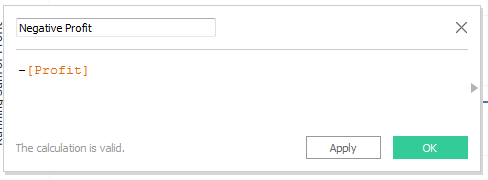 Negative Profit
-[Profit]
The calculation is valid.
Apply
OK